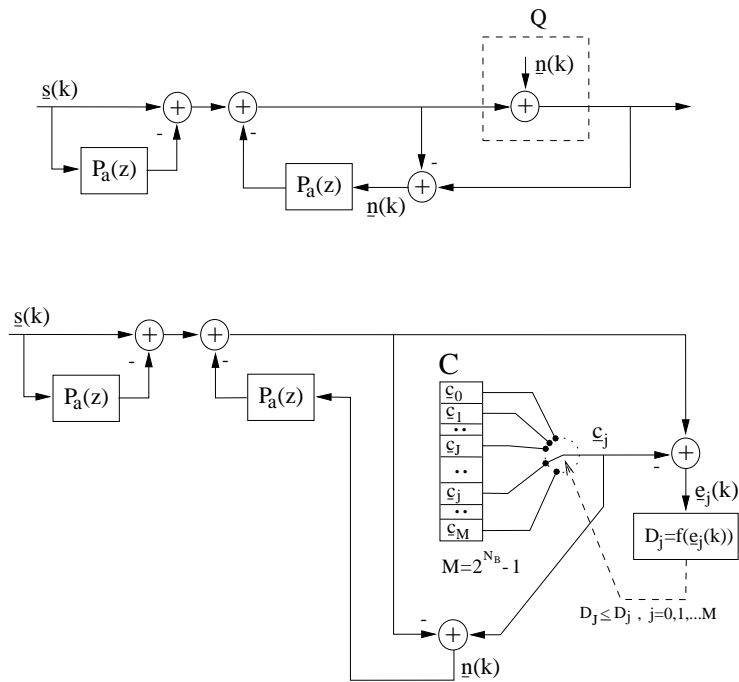 Q
n(k)
s(k)
+
+
+
-
-
-
P_a(z)
P_a(z)
+
n(k)
s(k)
+
+
-
-
P_a(z)
P_a(z)
C
c_0
c_1
..
c_J
..
c_j
..
c_M
c_j
+
-
e_j(k)
D_j=f(e_j(k))
M=2^{N_B}-1
D_J≤D_j , j=0,1,...M
-
+
n(k)